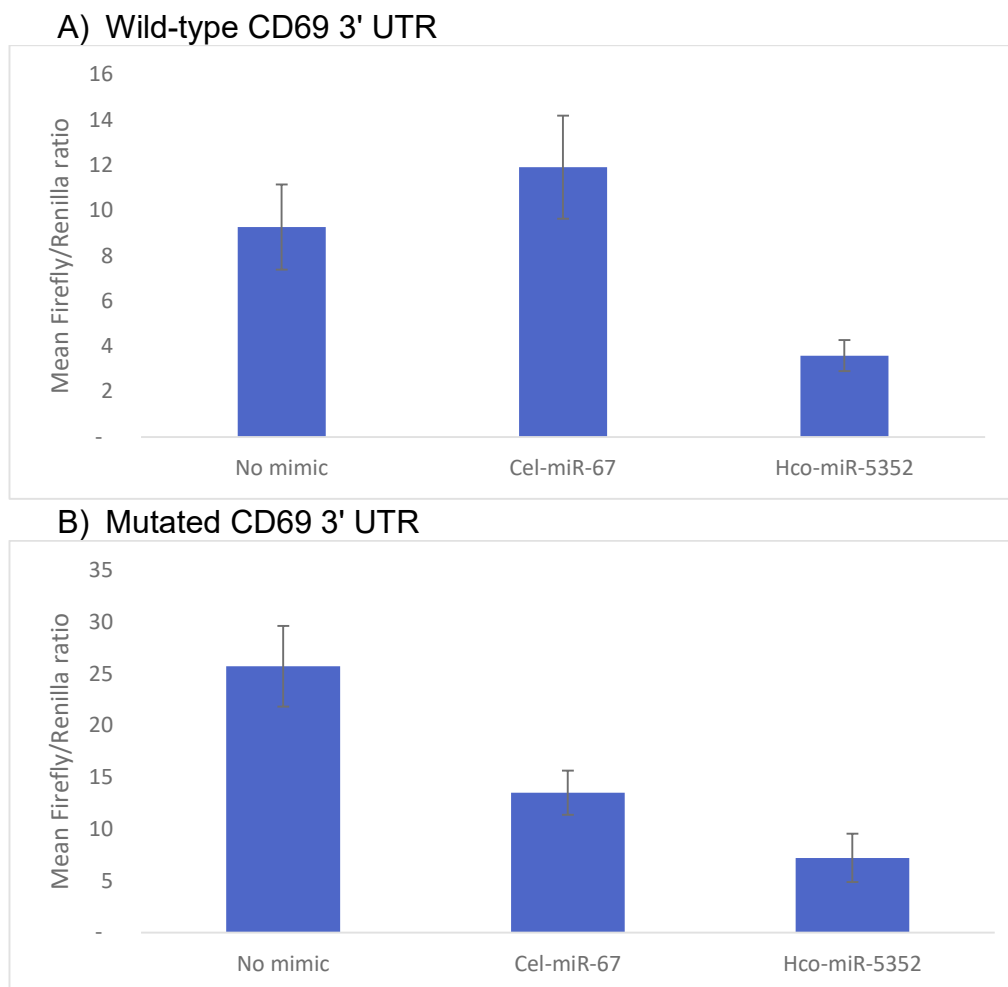 A) Wild-type CD69 3' UTR
Mean Firefly/Renilla ratio
16
14
12
10
8
6
4
2
-
No mimic Cel-miR-67 Hco-miR-5352
B) Mutated CD69 3' UTR
Mean Firefly/Renilla ratio
35
30
25
20
15
10
5
-
No mimic Cel-miR-67 Hco-miR-5352